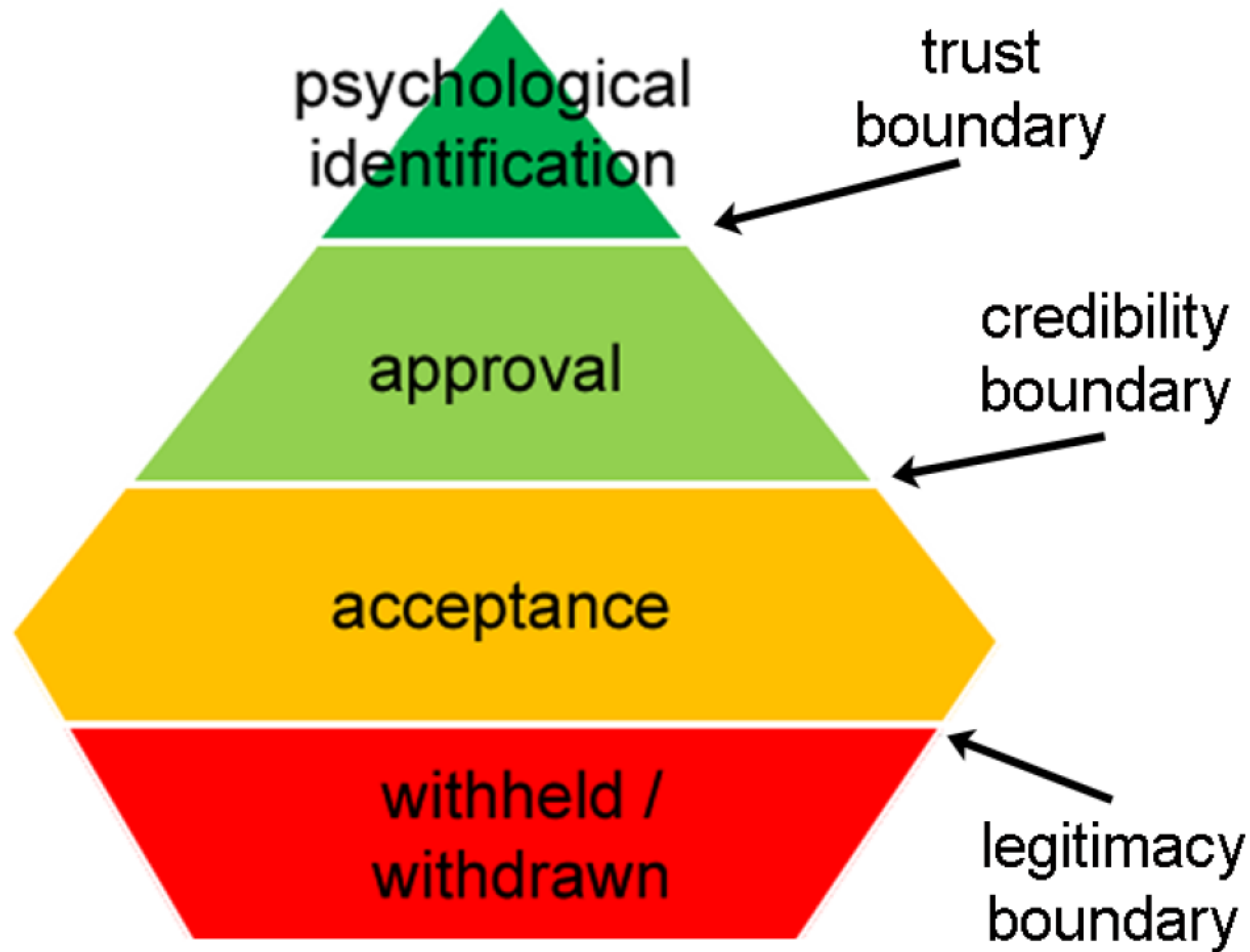 psychological
identification
trust
boundary
approval
credibility
boundary
acceptance
withheld /
withdrawn
legitimacy
boundary